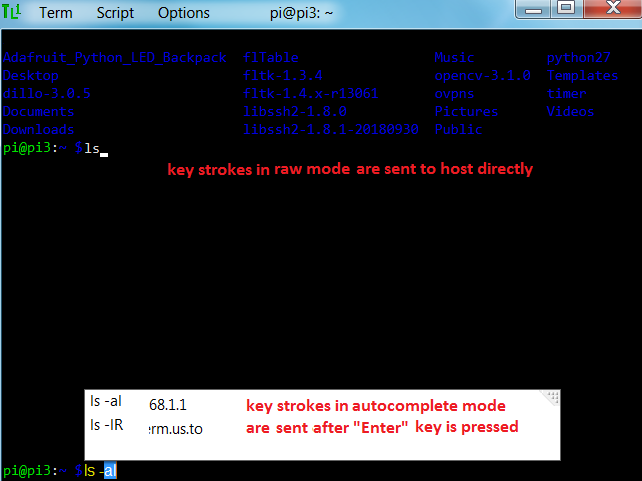 Term Script Options pi@pi3: ~
Adafruit_Python_LED_Backpack flTable Music python27
Desktop fltk-1.3.4 opencv-3.1.0 Templates
dillo-3.0.5 fltk-1.4.x-r13061 ovpns timer
Documents libssh2-1.8.0 Pictures Videos
Downloads libssh2-1.8.1-20180930 Public
pi@pi3:~ $ls
key strokes in raw mode are sent to host directly
ls -al 68.1.1 key strokes in autocomplete mode
ls -lR erm.us.to are sent after "Enter" key is pressed
pi@pi3:~ $ls -al